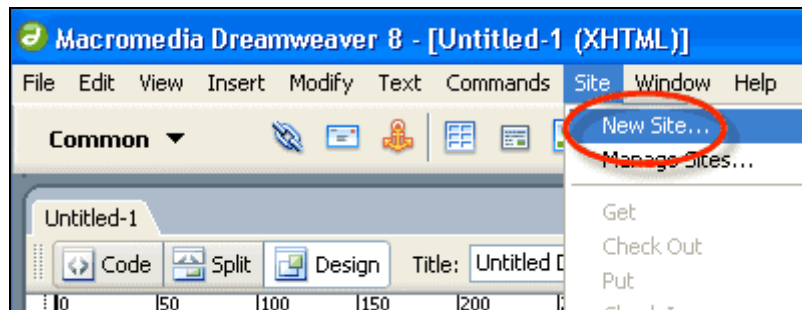 Macromedia Dreamweaver 8 - [Untitled-1 (XHTML)]
File Edit View Insert Modify Text Commands Site Window Help
Common
New Site...
Manage Sites...
Untitled-1
Get
Code Split Design Title: Untitled
Check Out
Put
0 50 100 150 200